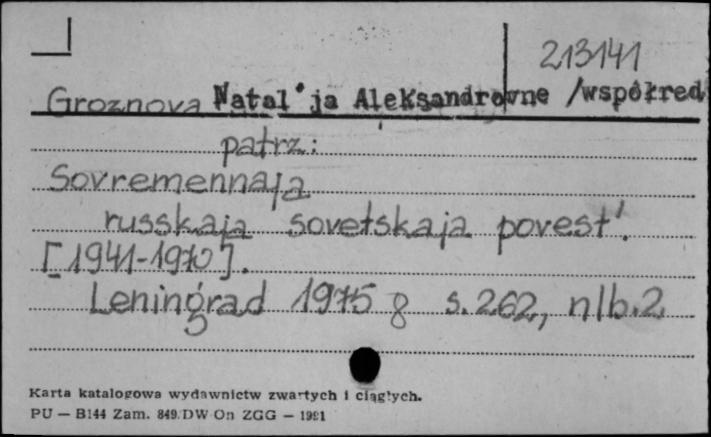 213141
Groznova Natal'ja Aleksandrovne /współred
patrz:
Sovremennaja
russkaja sovetskaja povest'.
[1941-1970].
Leningrad 1975 8 s. 262, nlb. 2
Karta katalogowa wydawnictw zwartych i ciągłych.
PU — B144 Zam. 849/DW On ZGG — 1981